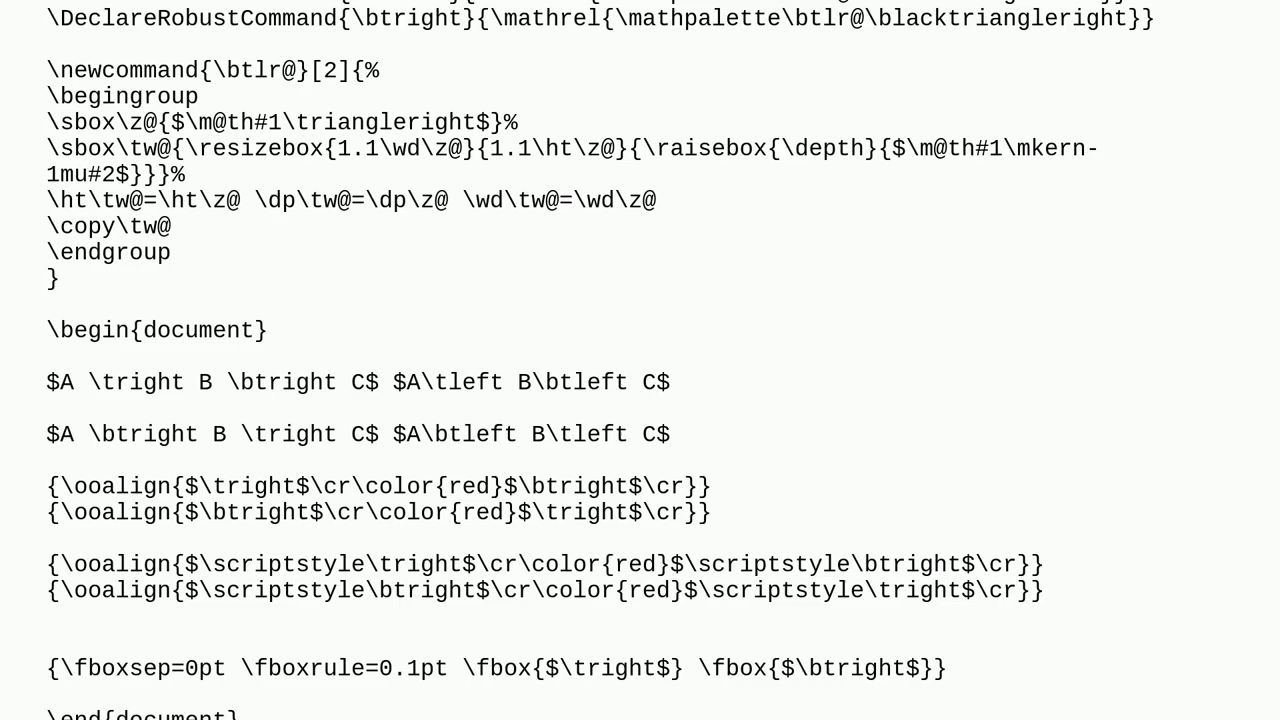 \DeclareRobustCommand{\btright}{\mathrel{\mathpalette\btlr@\blacktriangleright}}
\newcommand{\btlr@}[2]{%
\begingroup
\sbox\z@{$\m@th#1\triangleright$}%
\sbox\tw@{\resizebox{1.1\wd\z@}{1.1\ht\z@}{\raisebox{\depth}{$\m@th#1\mkern-
1mu#2$}}}%
\ht\tw@=\ht\z@ \dp\tw@=\dp\z@ \wd\tw@=\wd\z@
\copy\tw@
\endgroup
}
\begin{document}
$A \tright B \btright C$ $A\tleft B\btleft C$
$A \btright B \tright C$ $A\btleft B\tleft C$
{\ooalign{$\tright$\cr\color{red}$\btright$\cr}}
{\ooalign{$\btright$\cr\color{red}$\tright$\cr}}
{\ooalign{$\scriptstyle\tright$\cr\color{red}$\scriptstyle\btright$\cr}}
{\ooalign{$\scriptstyle\btright$\cr\color{red}$\scriptstyle\tright$\cr}}
{\fboxsep=0pt \fboxrule=0.1pt \fbox{$\tright$} \fbox{$\btright$}}
\end{document}